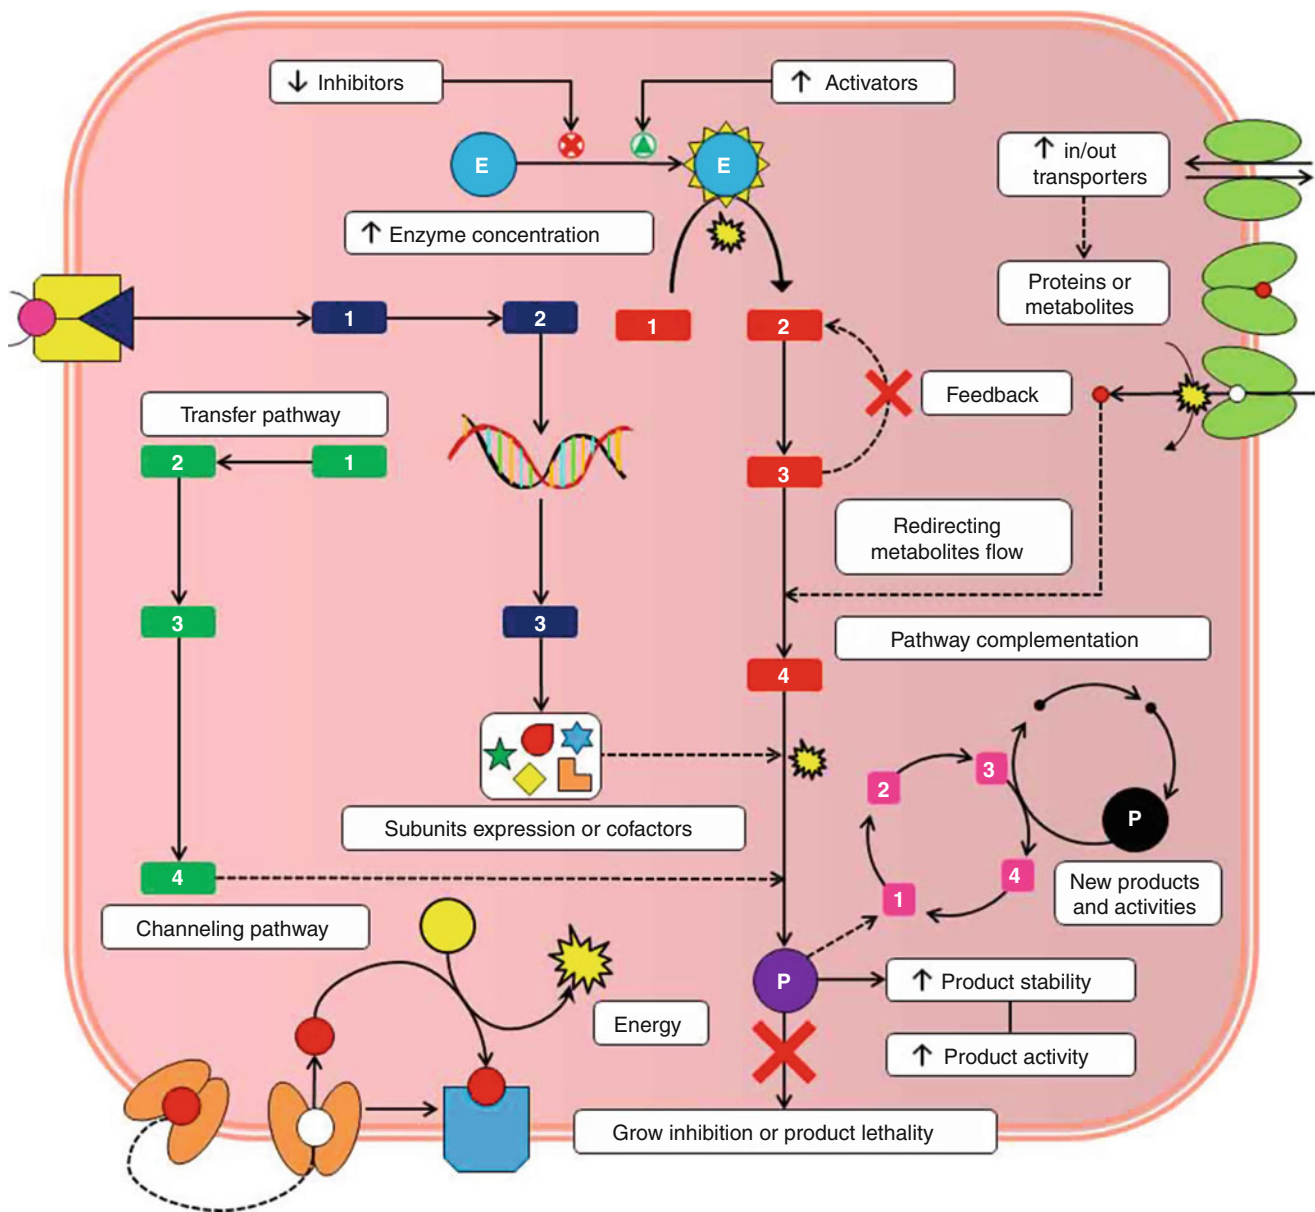 ↓ Inhibitors
↑ Activators
E
E
↑ in/out
transporters
↑ Enzyme concentration
Proteins or
metabolites
1
2
1
2
Feedback
Transfer pathway
2
1
3
Redirecting
metabolites flow
3
3
Pathway complementation
4
3
2
P
Subunits expression or cofactors
4
4
1
New products
and activities
Channeling pathway
P
↑ Product stability
Energy
↑ Product activity
Grow inhibition or product lethality